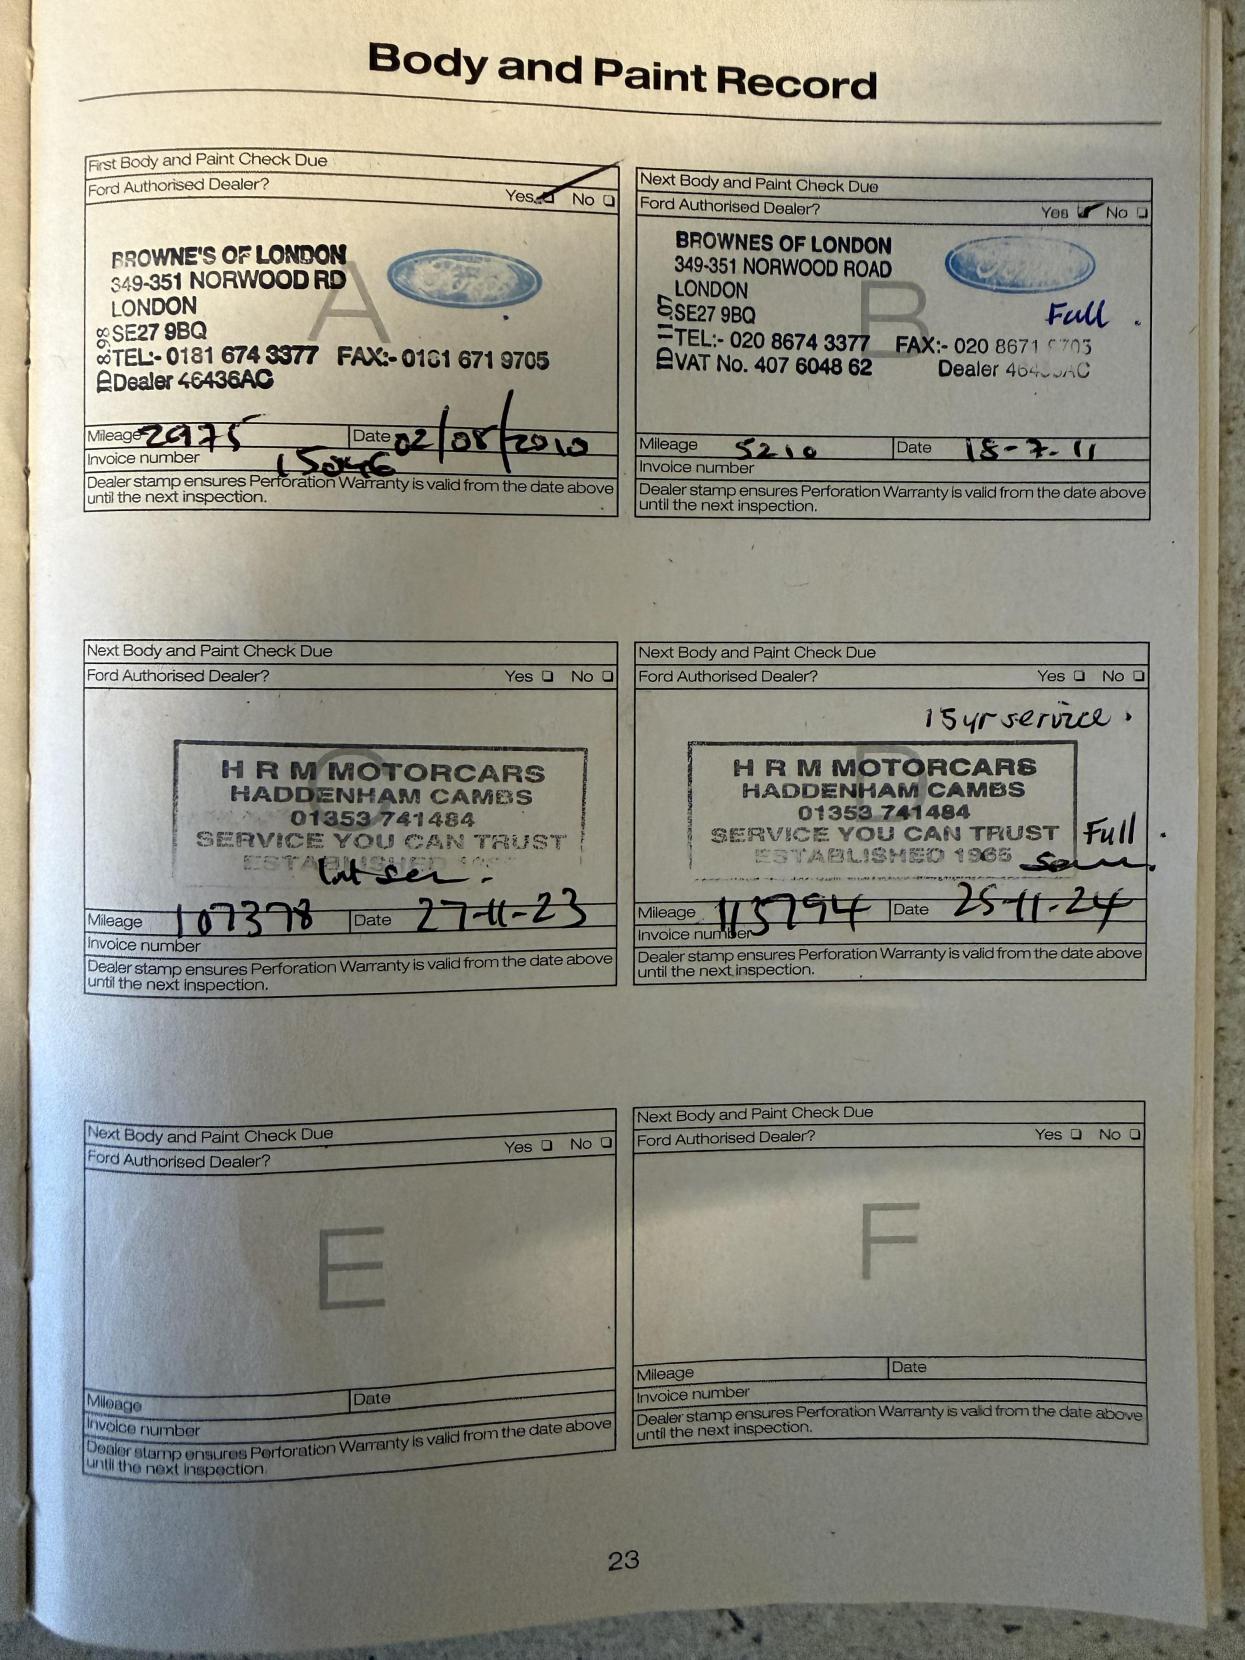 Body and Paint Record
First Body and Paint Check Due
Ford Authorised Dealer?
Yes No
A
BROWNE'S OF LONDON
349-351 NORWOOD RD
LONDON
SE27 9BQ
TEL:- 0181 674 3377 FAX:- 0181 671 9705
Dealer 46436AC
Ford
Mileage 2975 Date 02/08/2010
Invoice number 15046
Dealer stamp ensures Perforation Warranty is valid from the date above
until the next inspection.
Next Body and Paint Check Due
Ford Authorised Dealer?
Yes No
B
BROWNES OF LONDON
349-351 NORWOOD ROAD
LONDON
SE27 9BQ
TEL:- 020 8674 3377 FAX:- 020 8671 9705
VAT No. 407 6048 62 Dealer
Ford
Full
Mileage 5210 Date 18-7-11
Invoice number
Dealer stamp ensures Perforation Warranty is valid from the date above
until the next inspection.
Next Body and Paint Check Due
Ford Authorised Dealer?
Yes No
C
H R M MOTORCARS
HADDENHAM CAMBS
01353 741484
SERVICE YOU CAN TRUST
ESTABLISHED
Int ser.
Mileage 107378 Date 27-11-23
Invoice number
Dealer stamp ensures Perforation Warranty is valid from the date above
until the next inspection.
Next Body and Paint Check Due
Ford Authorised Dealer?
Yes No
15 yr service.
D
H R M MOTORCARS
HADDENHAM CAMBS
01353 741484
SERVICE YOU CAN TRUST
ESTABLISHED 1965
Full
Mileage 115794 Date 25-11-24
Invoice number
Dealer stamp ensures Perforation Warranty is valid from the date above
until the next inspection.
Next Body and Paint Check Due
Ford Authorised Dealer?
Yes No
E
Mileage Date
Invoice number
Dealer stamp ensures Perforation Warranty is valid from the date above
until the next inspection.
Next Body and Paint Check Due
Ford Authorised Dealer?
Yes No
F
Mileage Date
Invoice number
Dealer stamp ensures Perforation Warranty is valid from the date above
until the next inspection.
23